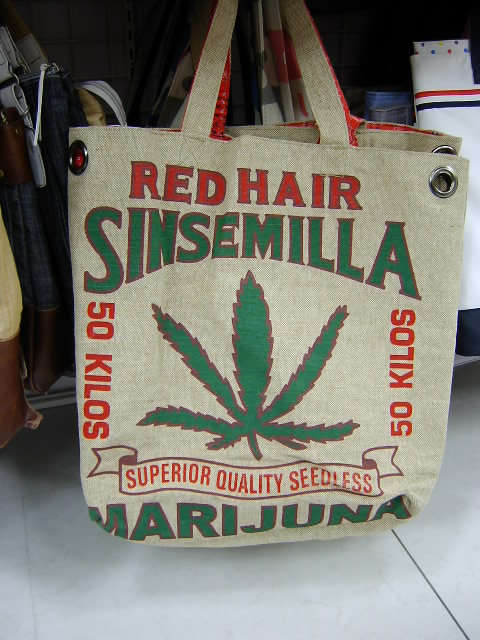 RED HAIR
SINSEMILLA
50 KILOS
50 KILOS
SUPERIOR QUALITY SEEDLESS
MARIJUNA